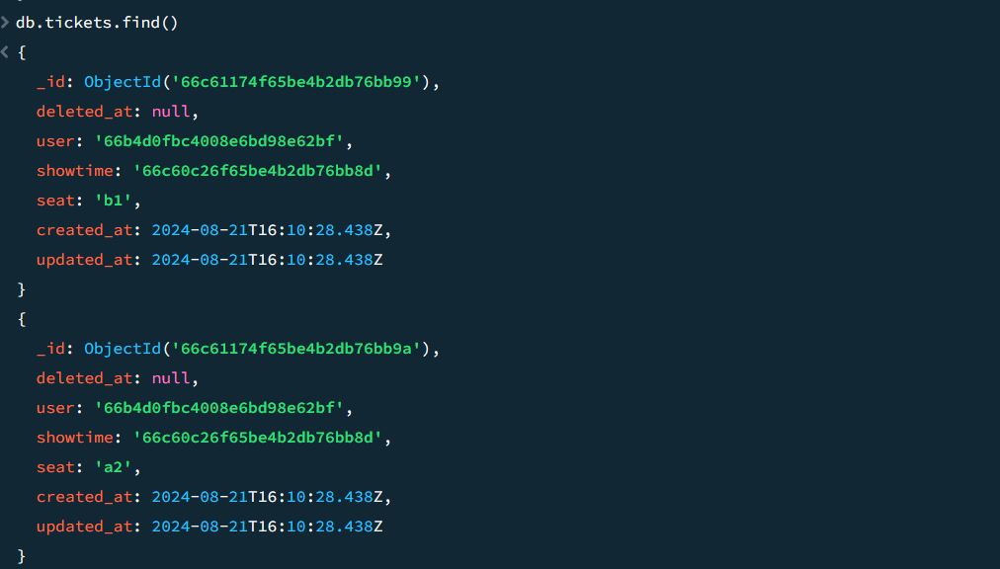 > db.tickets.find()
< {
_id: ObjectId('66c61174f65be4b2db76bb99'),
deleted_at: null,
user: '66b4d0fbc4008e6bd98e62bf',
showtime: '66c60c26f65be4b2db76bb8d',
seat: 'b1',
created_at: 2024-08-21T16:10:28.438Z,
updated_at: 2024-08-21T16:10:28.438Z
}
{
_id: ObjectId('66c61174f65be4b2db76bb9a'),
deleted_at: null,
user: '66b4d0fbc4008e6bd98e62bf',
showtime: '66c60c26f65be4b2db76bb8d',
seat: 'a2',
created_at: 2024-08-21T16:10:28.438Z,
updated_at: 2024-08-21T16:10:28.438Z
}